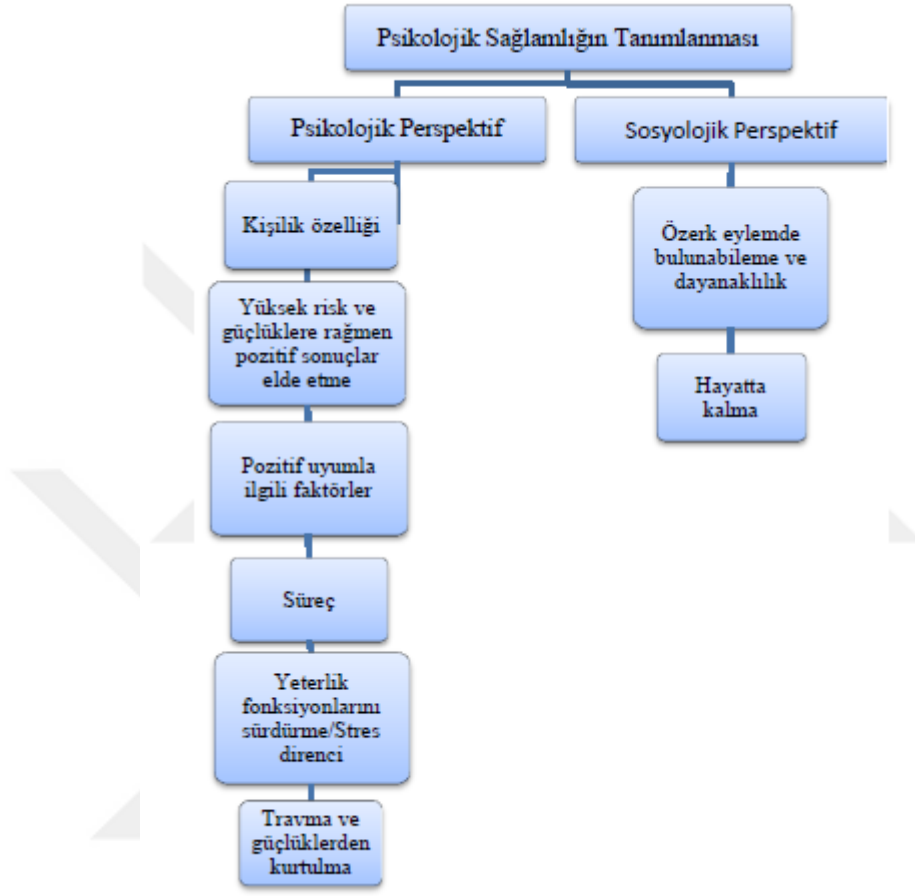 Psikolojik Sağlamlığın Tanımlanması
Psikolojik Perspektif
Sosyolojik Perspektif
Kişilik özelliği
Yüksek risk ve
güçlüklere rağmen
pozitif sonuçlar
elde etme
Pozitif uyumla
ilgili faktörler
Süreç
Yeterlik
fonksiyonlarını
sürdürme/Stres
direnci
Travma ve
güçlüklerden
kurtulma
Özerk eylemde
bulunabileme ve
dayanaklılık
Hayatta
kalma